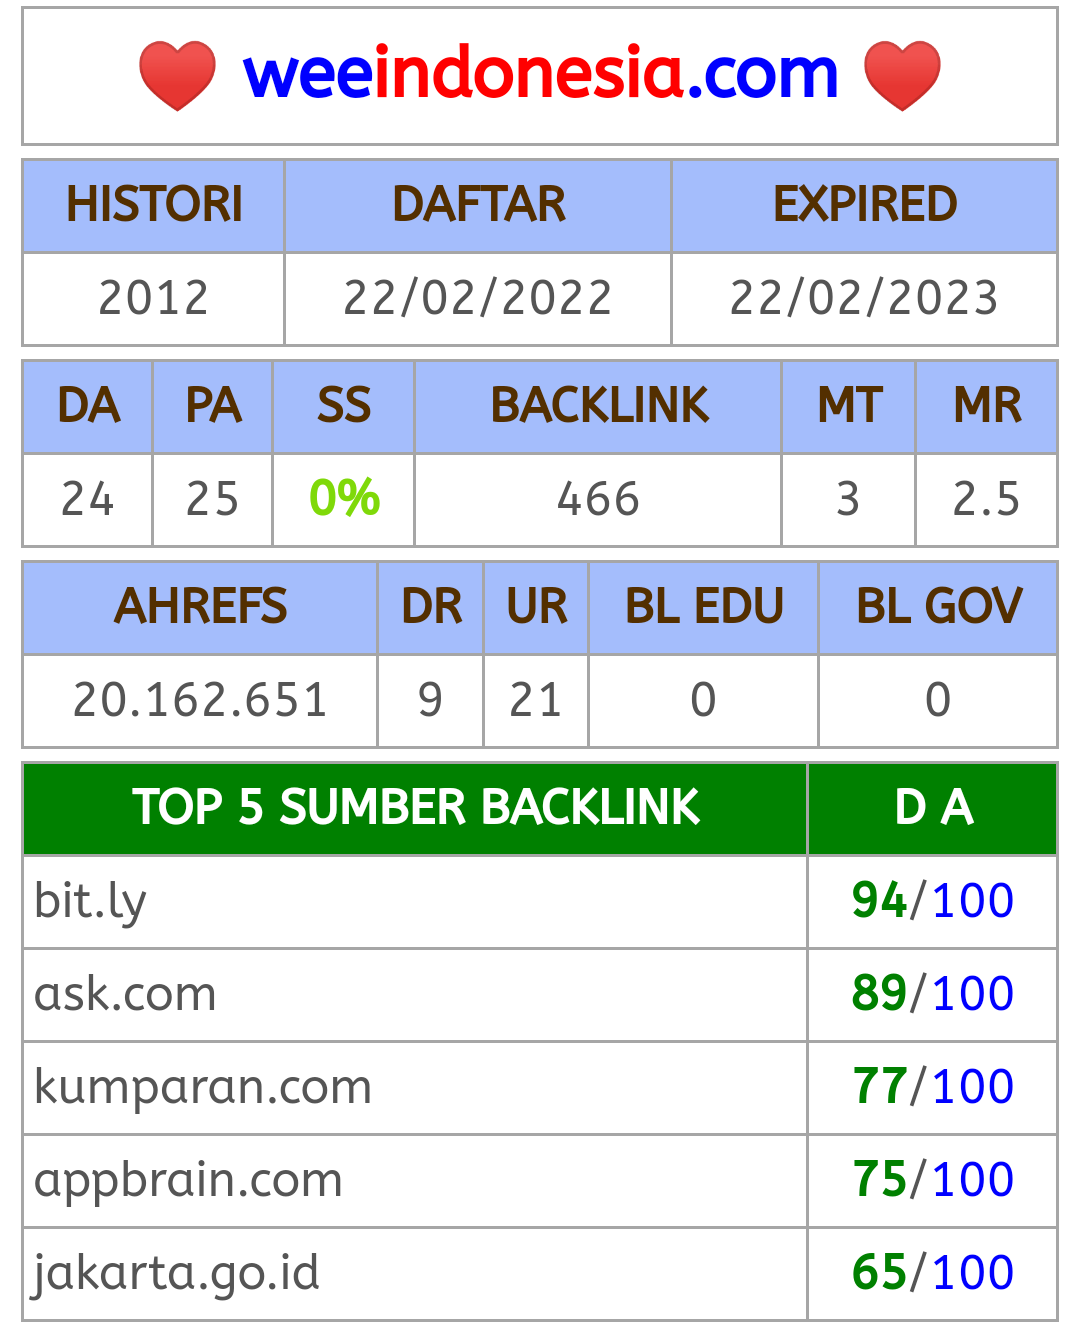 weeindonesia.com
HISTORI DAFTAR EXPIRED
2012 22/02/2022 22/02/2023
DA PA SS BACKLINK MT MR
24 25 0% 466 3 2.5
AHREFS DR UR BL EDU BL GOV
20.162.651 9 21 0 0
TOP 5 SUMBER BACKLINK D A
bit.ly 94/100
ask.com 89/100
kumparan.com 77/100
appbrain.com 75/100
jakarta.go.id 65/100